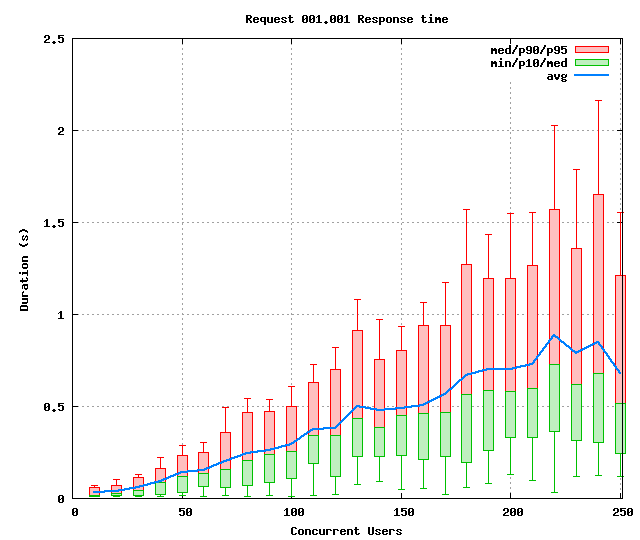 Request 001.001 Response time
med/p90/p95
min/p10/med
avg
2.5
2
1.5
1
0.5
0
Duration (s)
0 50 100 150 200 250
Concurrent Users